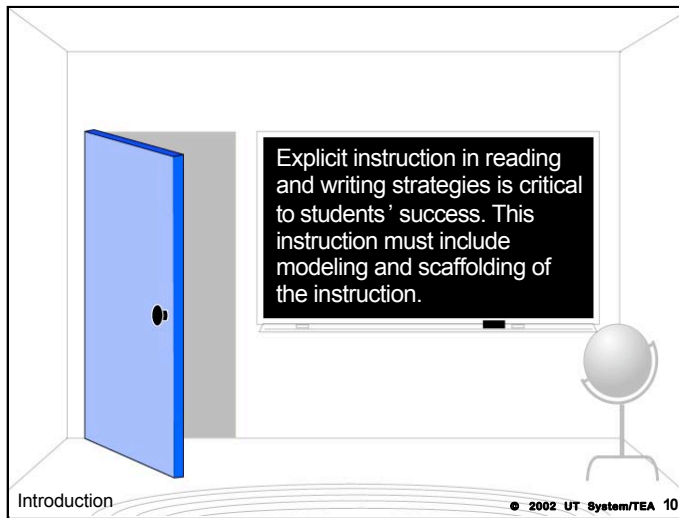 Explicit instruction in reading
and writing strategies is critical
to students’ success. This
instruction must include
modeling and scaffolding of
the instruction.
Introduction
© 2002 UT System/TEA 10